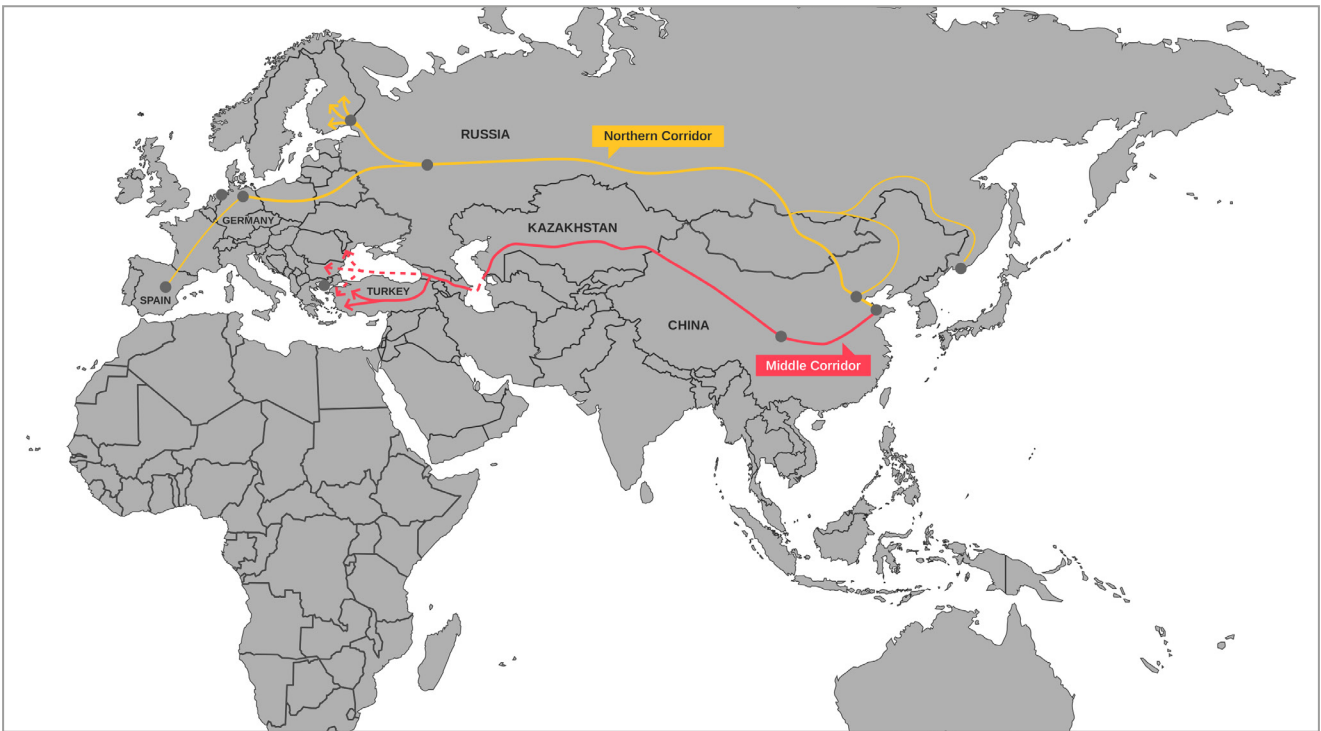 RUSSIA
Northern Corridor
GERMANY
KAZAKHSTAN
TURKEY
SPAIN
CHINA
Middle Corridor